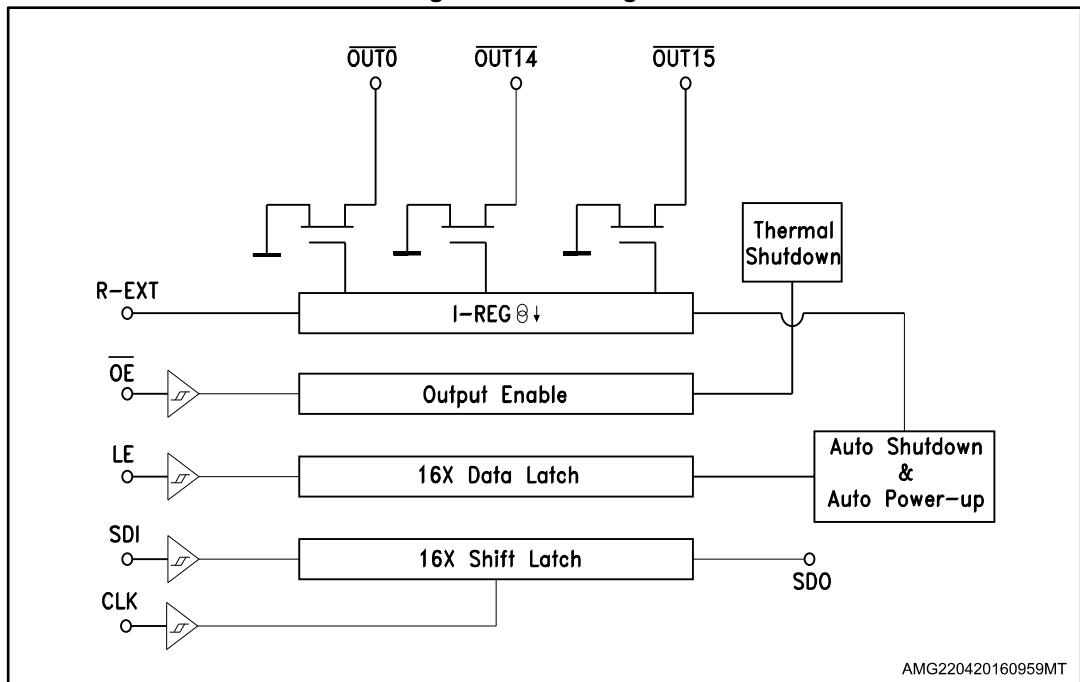 OUT0 OUT14 OUT15
Thermal
Shutdown
R-EXT
I-REG
OE
Output Enable
LE
16X Data Latch
Auto Shutdown
&
Auto Power-up
SDI
16X Shift Latch
SDO
CLK
AMG220420160959MT